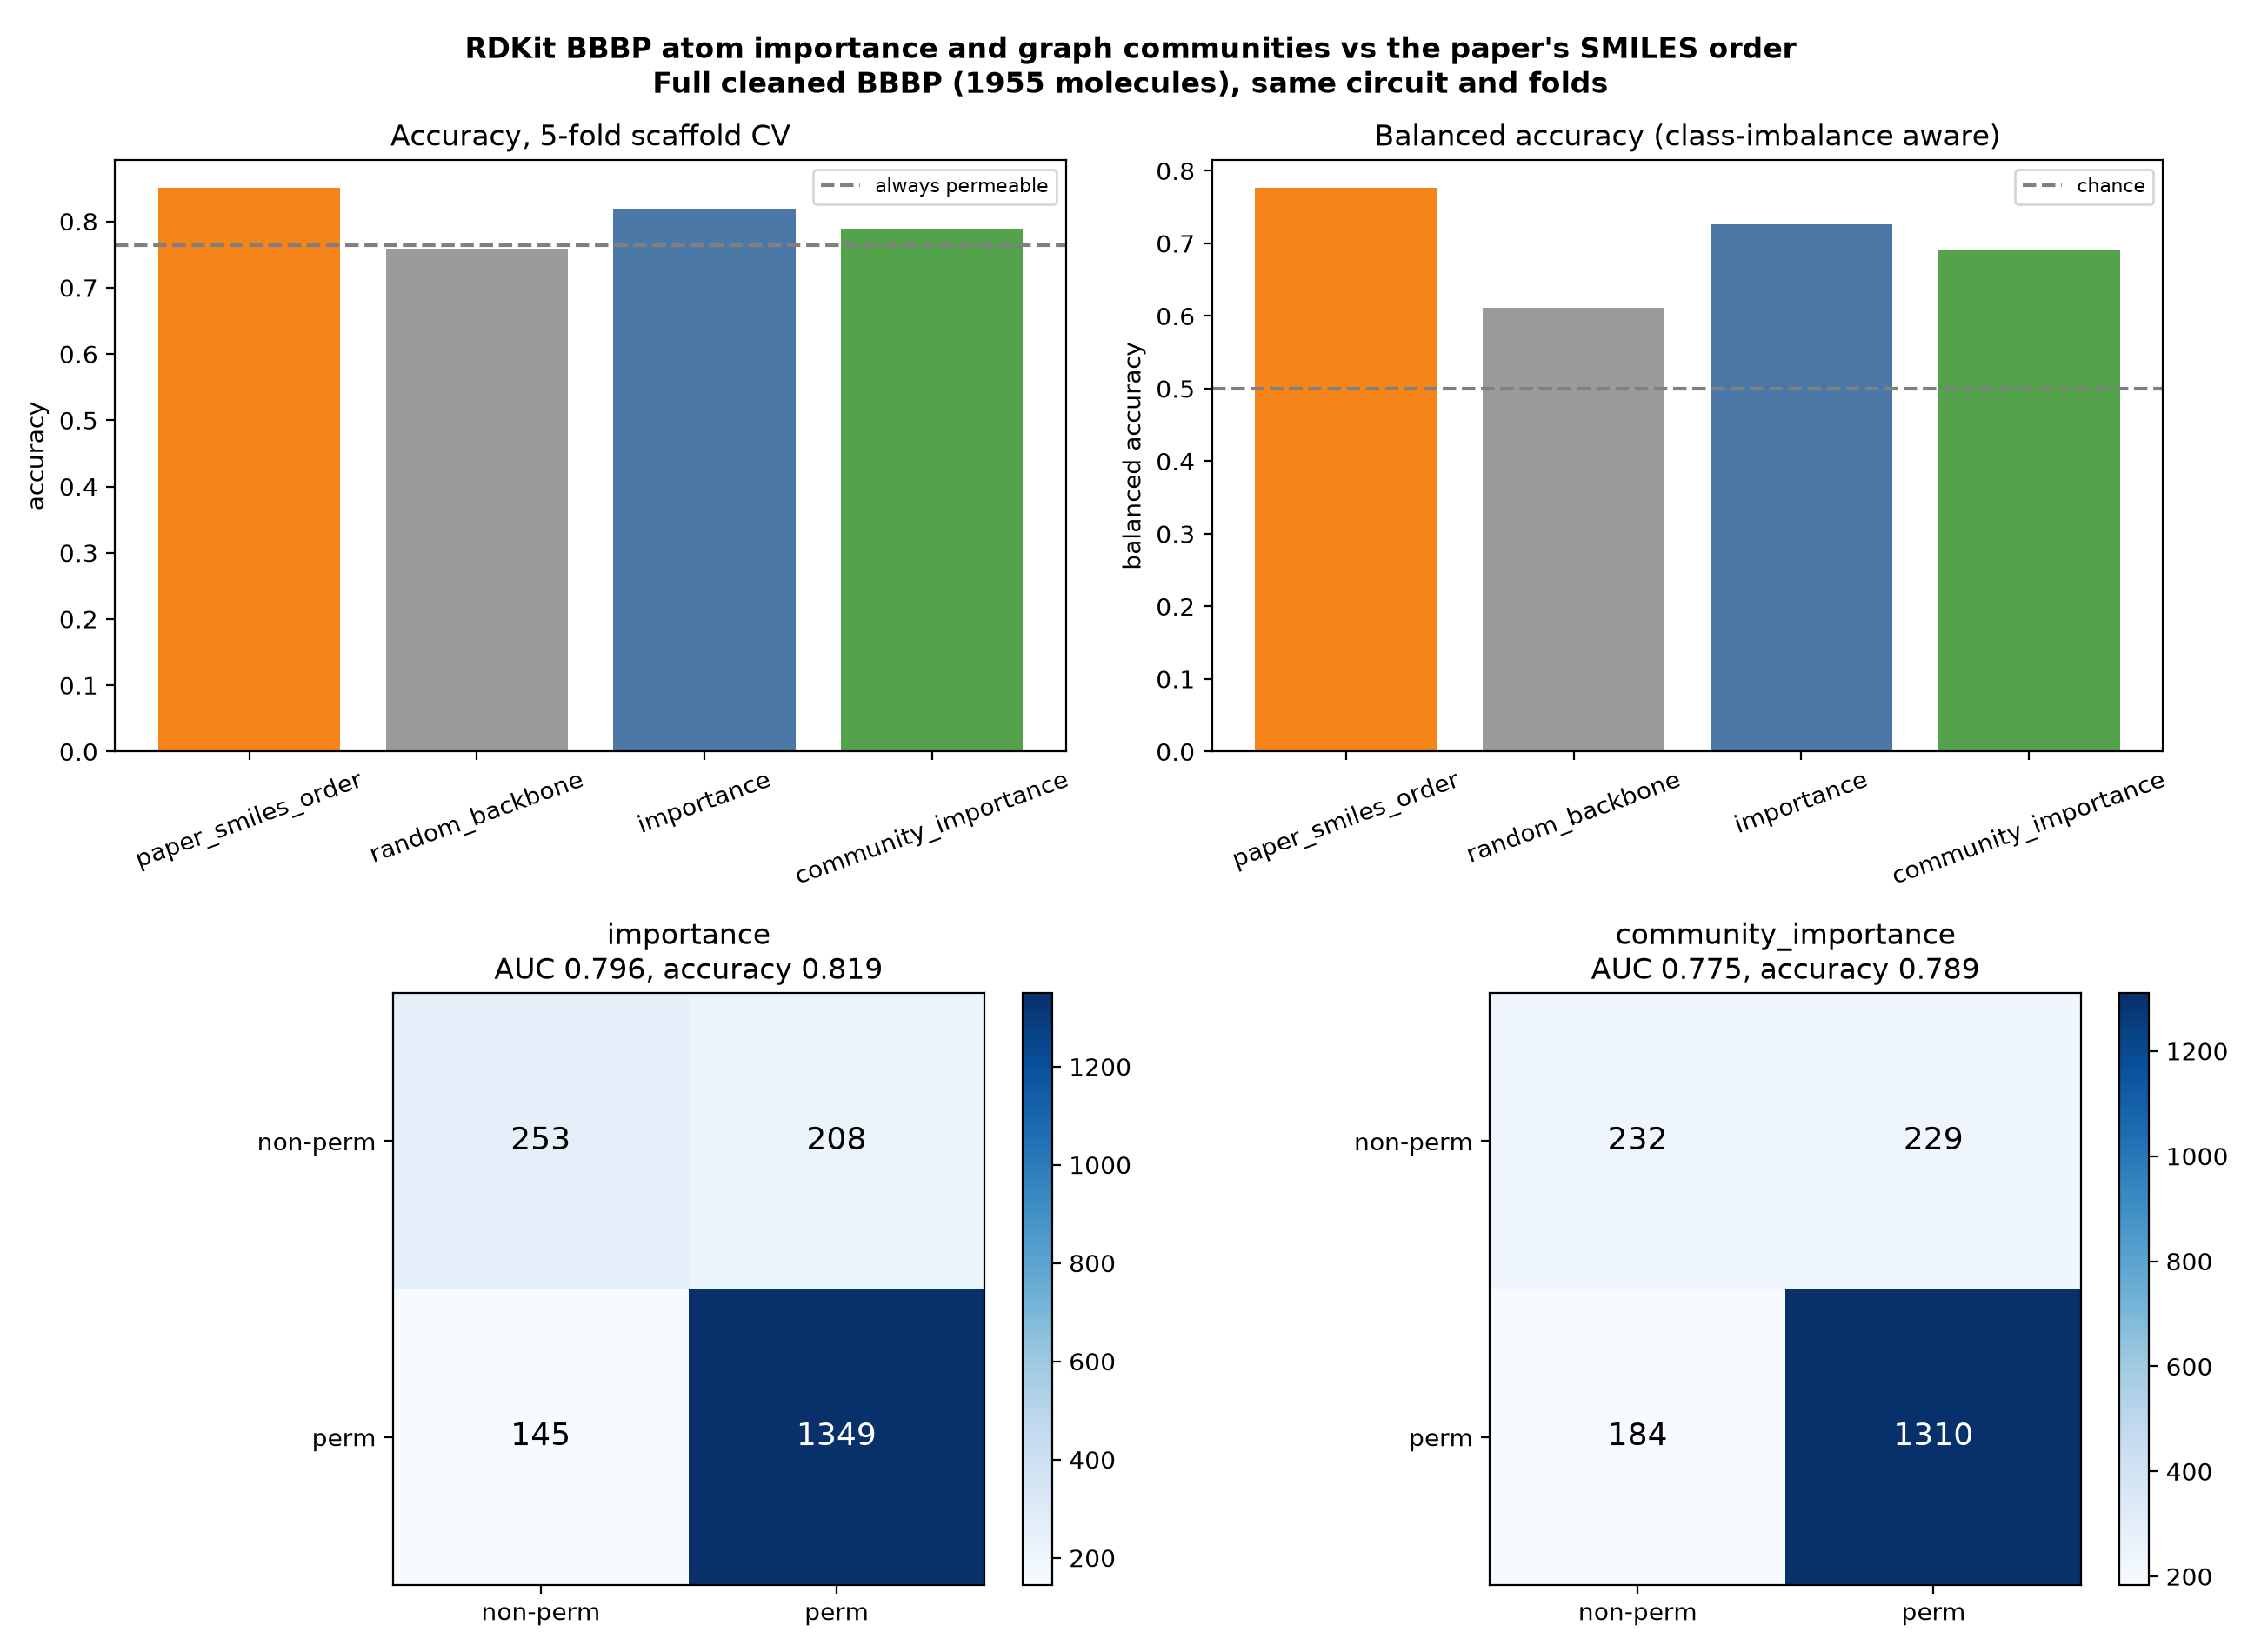 RDKit BBBP atom importance and graph communities vs the paper's SMILES order
Full cleaned BBBP (1955 molecules), same circuit and folds
Accuracy, 5-fold scaffold CV
always permeable
accuracy
0.8
0.7
0.6
0.5
0.4
0.3
0.2
0.1
0.0
paper_smiles_order
random_backbone
importance
community_importance
Balanced accuracy (class-imbalance aware)
chance
balanced accuracy
0.8
0.7
0.6
0.5
0.4
0.3
0.2
0.1
0.0
paper_smiles_order
random_backbone
importance
community_importance
importance
AUC 0.796, accuracy 0.819
non-perm
253
208
perm
145
1349
non-perm
perm
1200
1000
800
600
400
200
community_importance
AUC 0.775, accuracy 0.789
non-perm
232
229
perm
184
1310
non-perm
perm
1200
1000
800
600
400
200